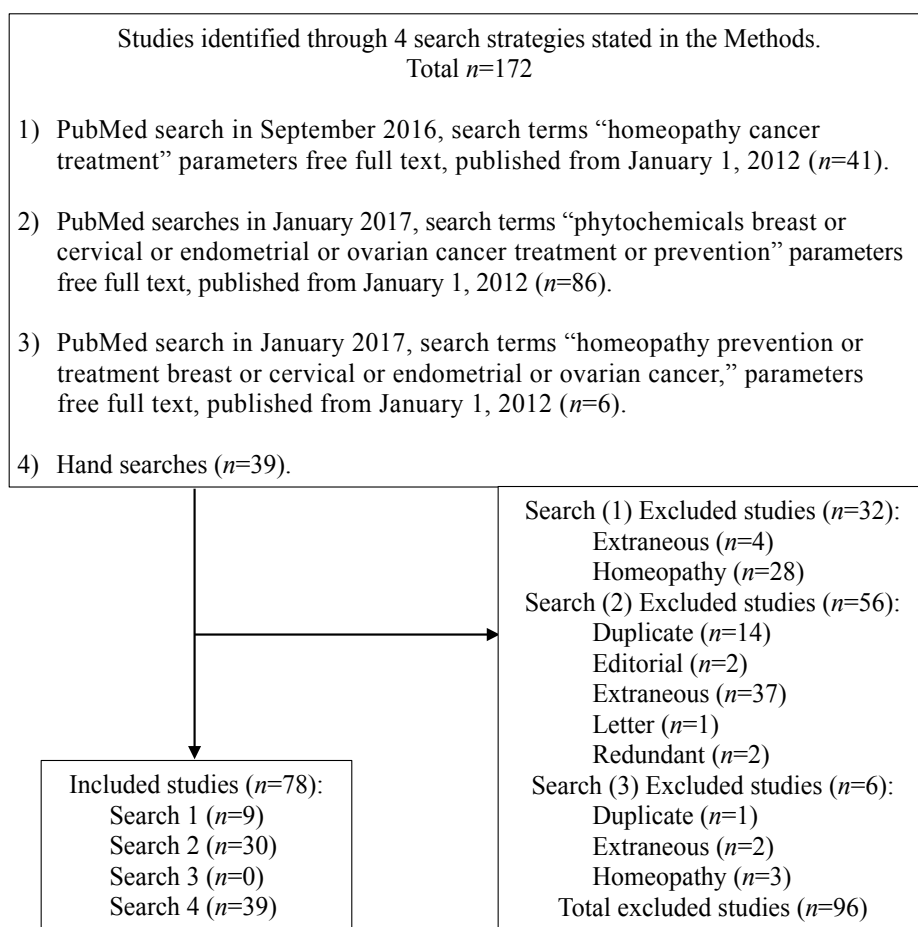 Studies identified through 4 search strategies stated in the Methods.
Total n=172
1) PubMed search in September 2016, search terms “homeopathy cancer
treatment” parameters free full text, published from January 1, 2012 (n=41).
2) PubMed searches in January 2017, search terms “phytochemicals breast or
cervical or endometrial or ovarian cancer treatment or prevention” parameters
free full text, published from January 1, 2012 (n=86).
3) PubMed search in January 2017, search terms “homeopathy prevention or
treatment breast or cervical or endometrial or ovarian cancer,” parameters
free full text, published from January 1, 2012 (n=6).
4) Hand searches (n=39).
Search (1) Excluded studies (n=32):
Extraneous (n=4)
Homeopathy (n=28)
Search (2) Excluded studies (n=56):
Duplicate (n=14)
Editorial (n=2)
Extraneous (n=37)
Letter (n=1)
Redundant (n=2)
Search (3) Excluded studies (n=6):
Duplicate (n=1)
Extraneous (n=2)
Homeopathy (n=3)
Total excluded studies (n=96)
Included studies (n=78):
Search 1 (n=9)
Search 2 (n=30)
Search 3 (n=0)
Search 4 (n=39)